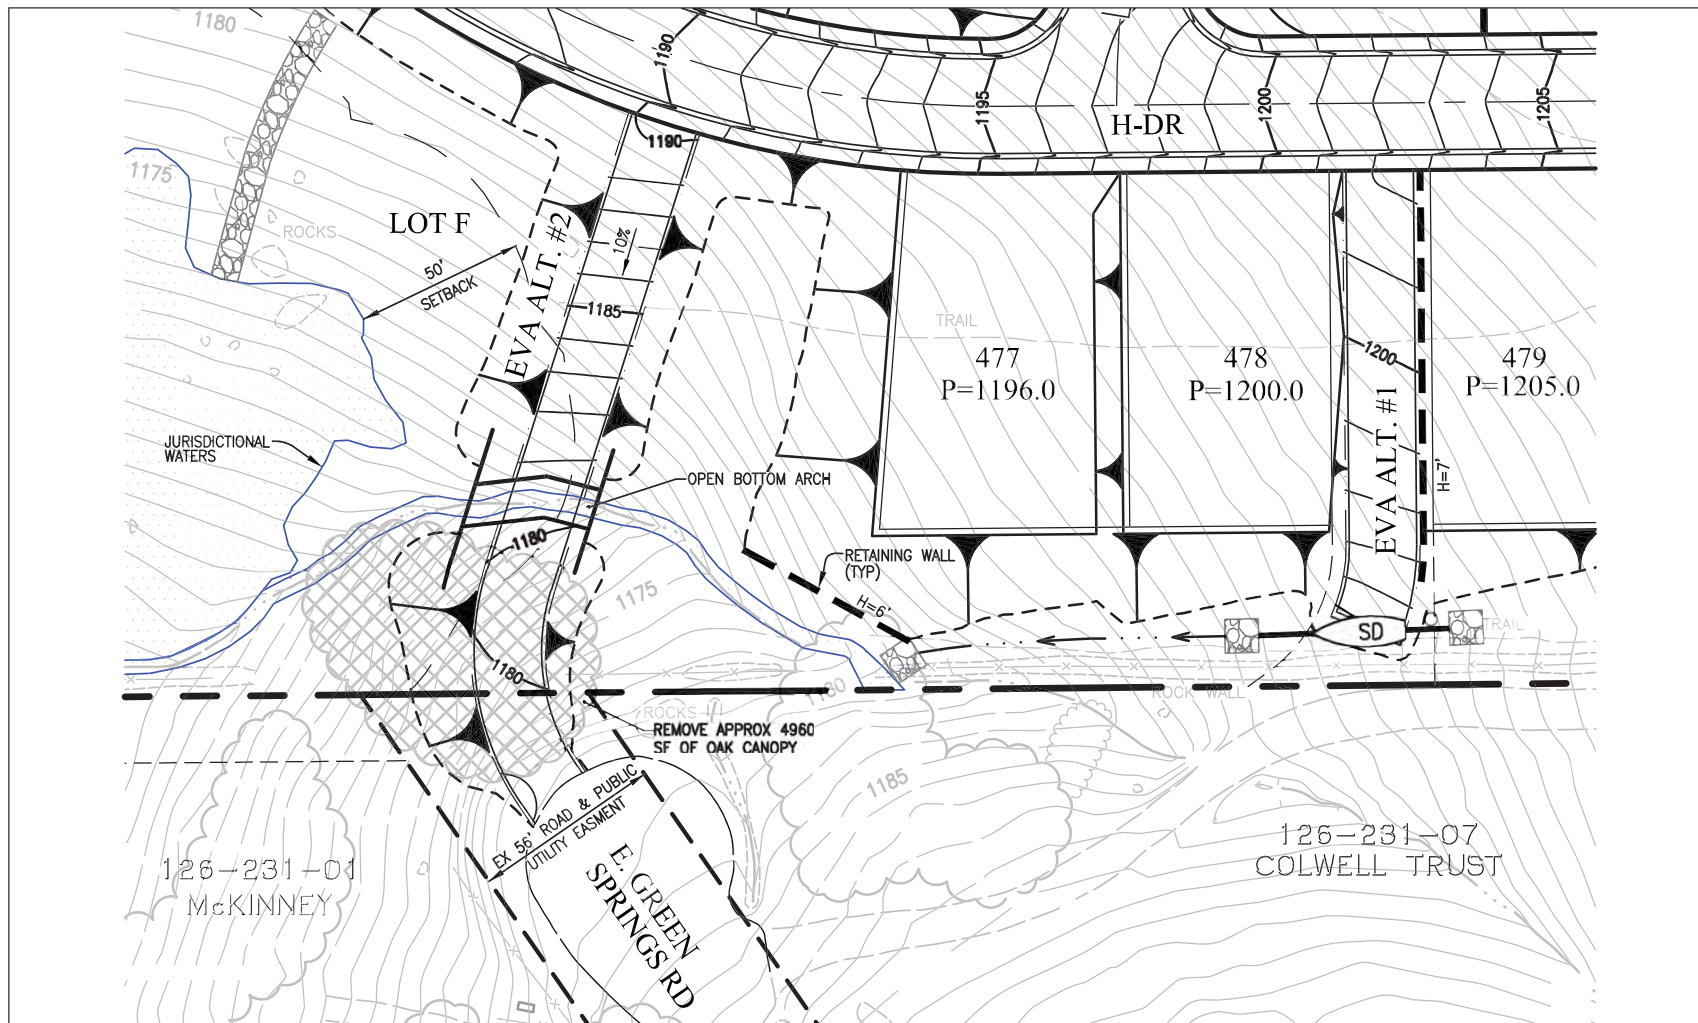 1180
1190
1195
1200
1205
H-DR
1190
1175
ROCKS
LOT F
EVA ALT. #2
10%
50'
SETBACK
1185
TRAIL
477
P=1196.0
478
P=1200.0
1200
479
P=1205.0
EVA ALT. #1
H=7'
JURISDICTIONAL
WATERS
OPEN BOTTOM ARCH
1180
RETAINING WALL
(TYP)
H=6'
1175
SD
TRAIL
1180
1180
ROCK WALL
ROCKS
REMOVE APPROX 4960
SF OF OAK CANOPY
1185
EX 56' ROAD & PUBLIC
UTILITY EASMENT
126-231-01
McKINNEY
E. GREEN
SPRINGS RD
126-231-07
COLWELL TRUST